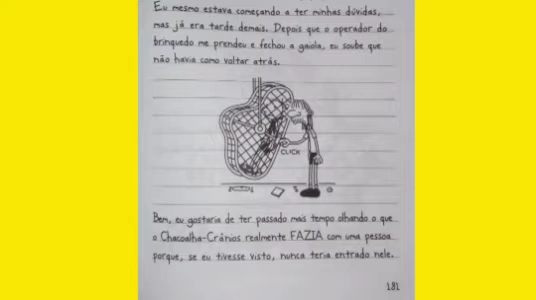 Eu mesmo estava começando a ter minhas dúvidas,
mas já era tarde demais. Depois que o operador do
brinquedo me prendeu e fechou a gaiola, eu soube que
não havia como voltar atrás.
CLICK
Bem, eu gostaria de ter passado mais tempo olhando o que
o Chacoalha-Crânios realmente FAZIA com uma pessoa
porque, se eu tivesse visto, nunca teria entrado nele.
181